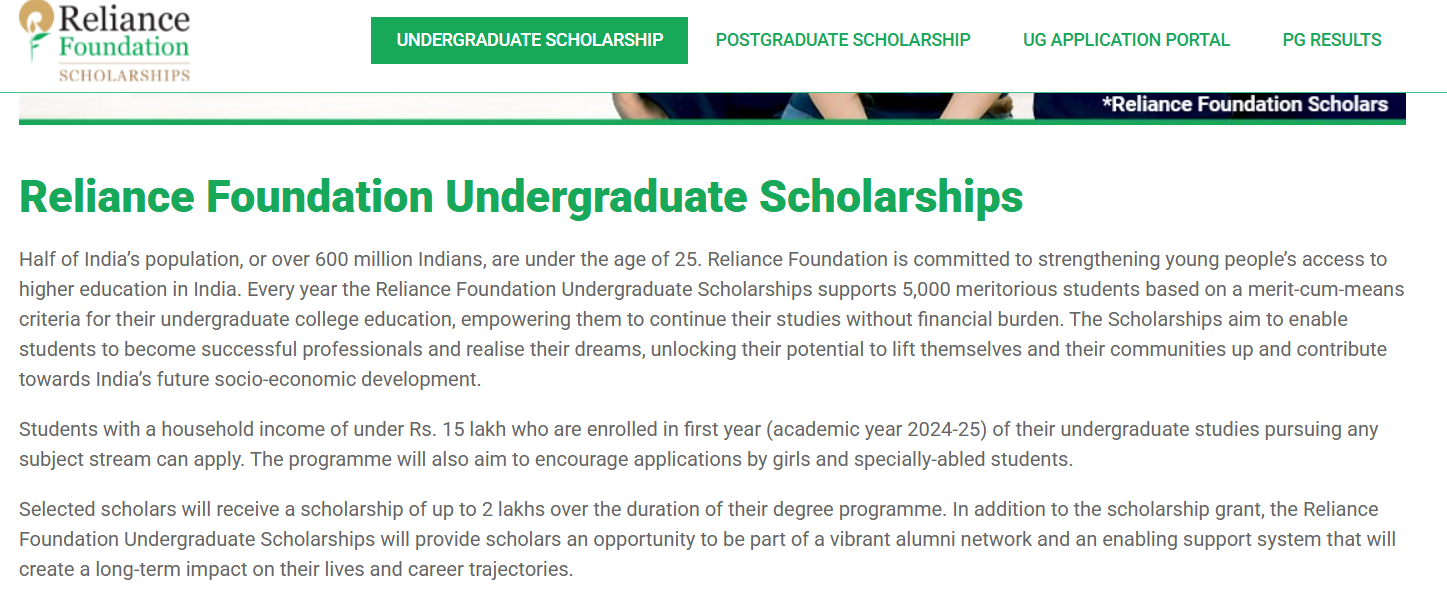 Reliance
Foundation
SCHOLARSHIPS
UNDERGRADUATE SCHOLARSHIP
POSTGRADUATE SCHOLARSHIP
UG APPLICATION PORTAL
PG RESULTS
*Reliance Foundation Scholars
Reliance Foundation Undergraduate Scholarships
Half of India’s population, or over 600 million Indians, are under the age of 25. Reliance Foundation is committed to strengthening young people’s access to
higher education in India. Every year the Reliance Foundation Undergraduate Scholarships supports 5,000 meritorious students based on a merit-cum-means
criteria for their undergraduate college education, empowering them to continue their studies without financial burden. The Scholarships aim to enable
students to become successful professionals and realise their dreams, unlocking their potential to lift themselves and their communities up and contribute
towards India’s future socio-economic development.
Students with a household income of under Rs. 15 lakh who are enrolled in first year (academic year 2024-25) of their undergraduate studies pursuing any
subject stream can apply. The programme will also aim to encourage applications by girls and specially-abled students.
Selected scholars will receive a scholarship of up to 2 lakhs over the duration of their degree programme. In addition to the scholarship grant, the Reliance
Foundation Undergraduate Scholarships will provide scholars an opportunity to be part of a vibrant alumni network and an enabling support system that will
create a long-term impact on their lives and career trajectories.